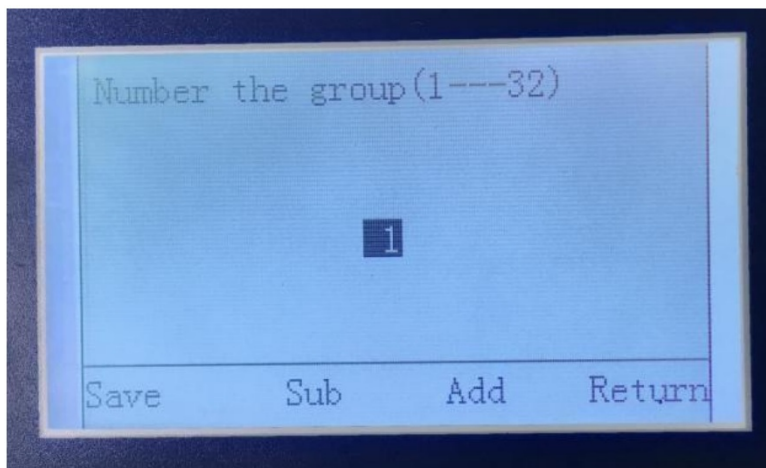 Number the group(1---32)
1
Save Sub Add Return